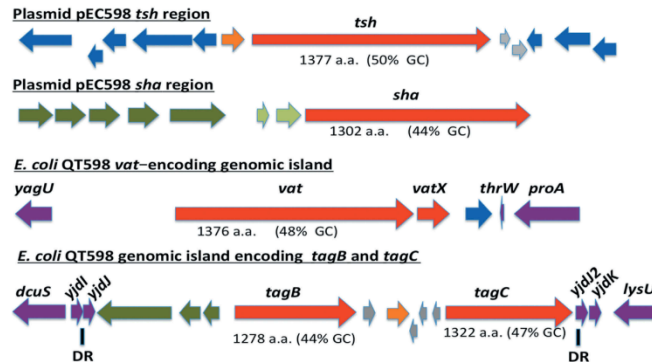 Plasmid pEC598 tsh region
tsh
1377 a.a. (50% GC)
Plasmid pEC598 sha region
sha
1302 a.a. (44% GC)
E. coli QT598 vat–encoding genomic island
yagU vat vatX thrW proA
1376 a.a. (48% GC)
E. coli QT598 genomic island encoding tagB and tagC
dcuS yjdI yjdJ tagB tagC yjdJ2 yjdK lysU
1278 a.a. (44% GC) 1322 a.a. (47% GC)
DR DR